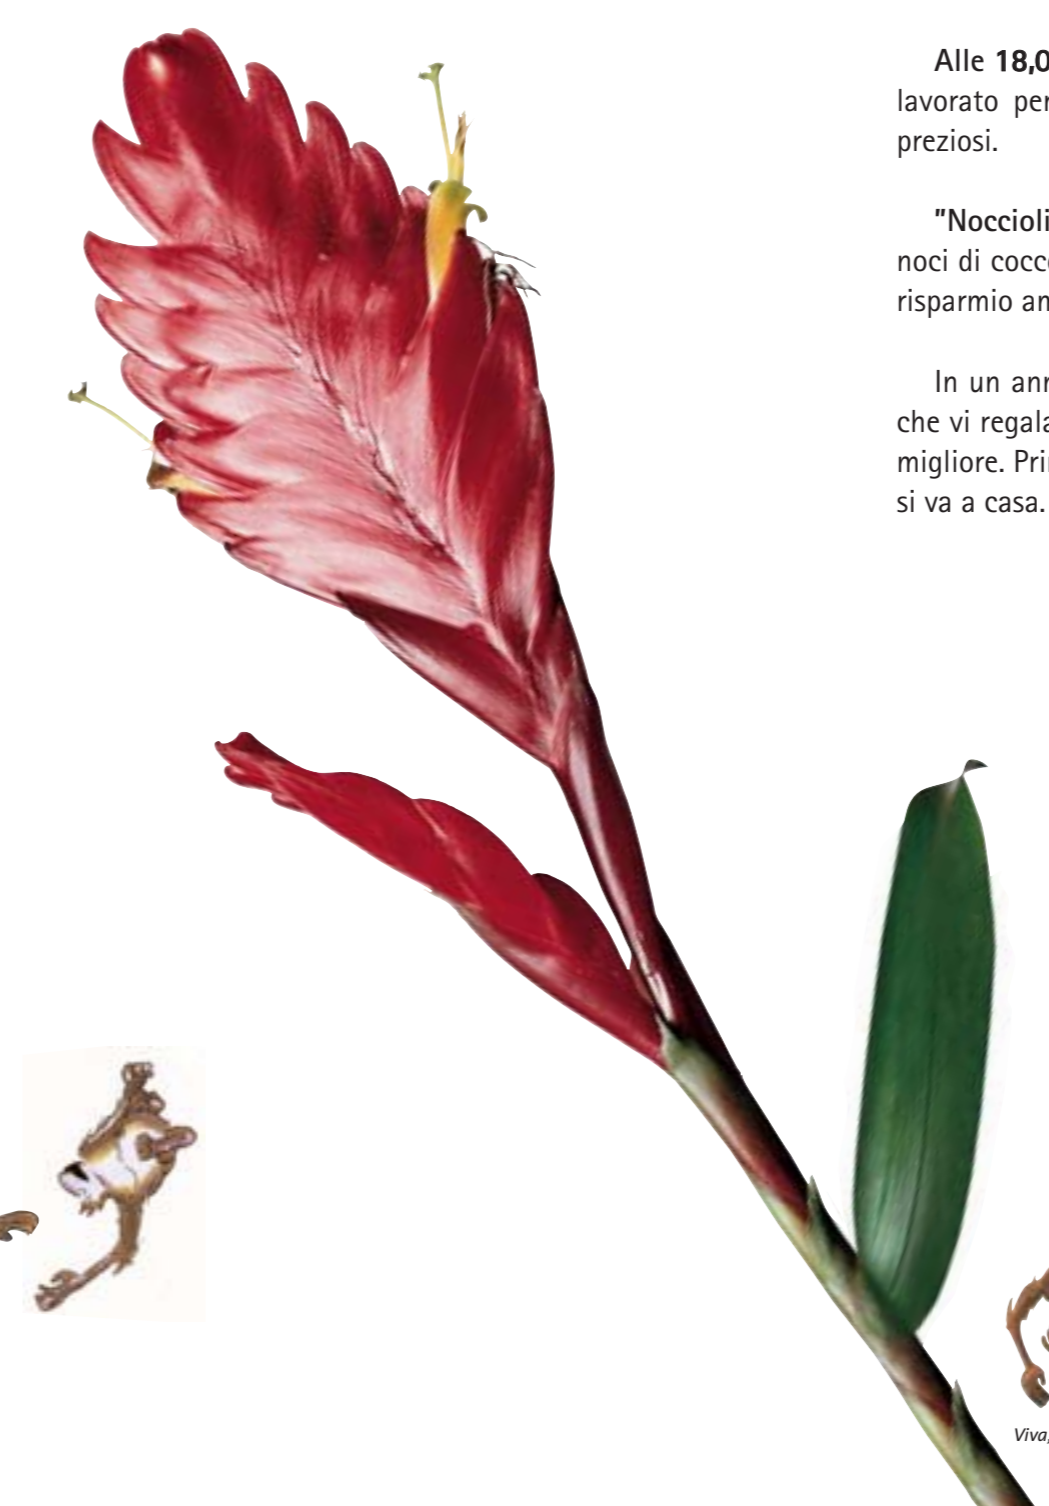 Alle 18,0
lavorato per
preziosi.
"Noccioli
noci di cocc
risparmio an
In un ann
che vi regala
migliore. Prin
si va a casa.
Viva,